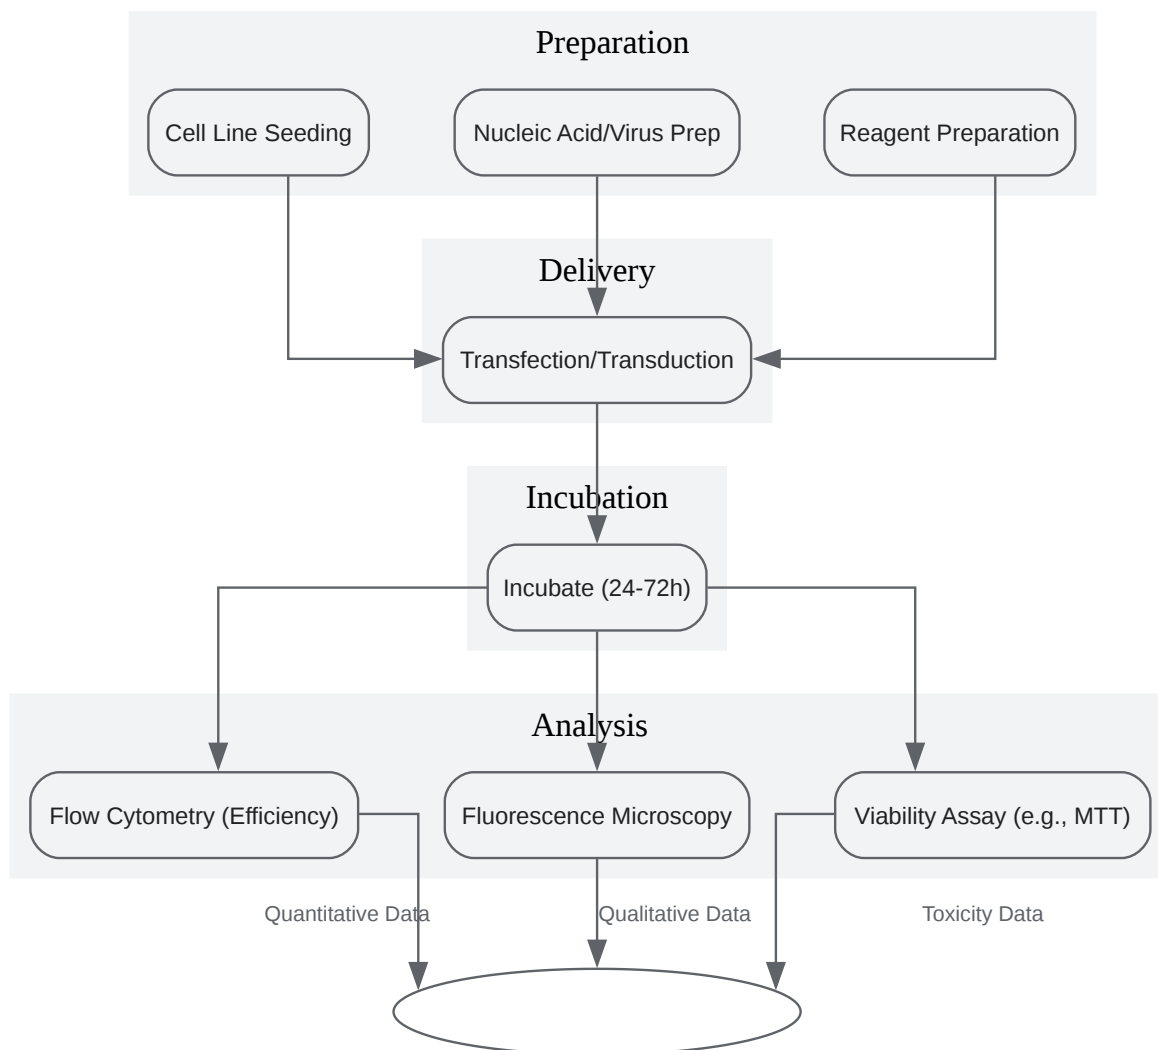 Preparation
Cell Line Seeding
Nucleic Acid/Virus Prep
Reagent Preparation
Delivery
Transfection/Transduction
Incubation
Incubate (24-72h)
Analysis
Flow Cytometry (Efficiency)
Fluorescence Microscopy
Viability Assay (e.g., MTT)
Quantitative Data
Qualitative Data
Toxicity Data